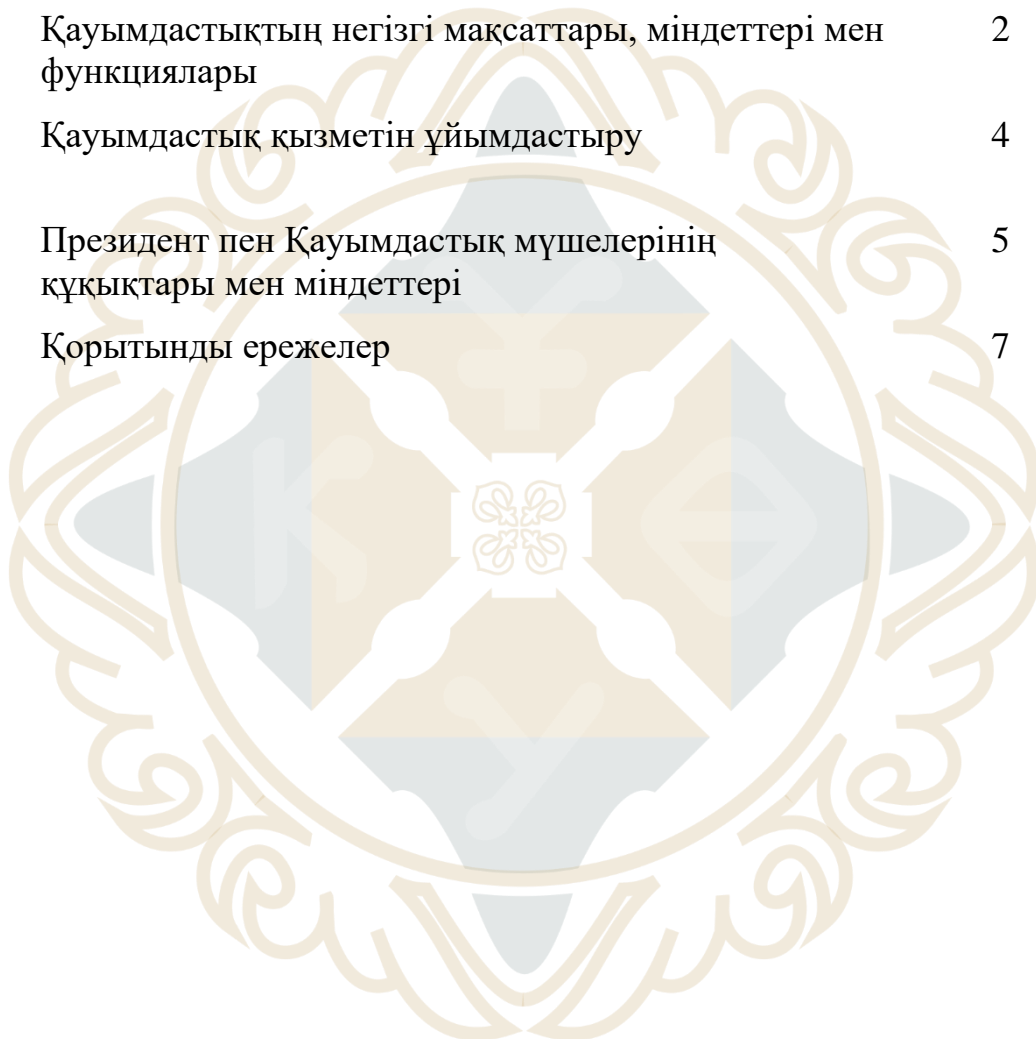 Қауымдастықтың негізгі мақсаттары, міндеттері мен 2
функциялары
Қауымдастық қызметін ұйымдастыру 4
Президент пен Қауымдастық мүшелерінің 5
құқықтары мен міндеттері
Қорытынды ережелер 7
Ұ
К Ө
У